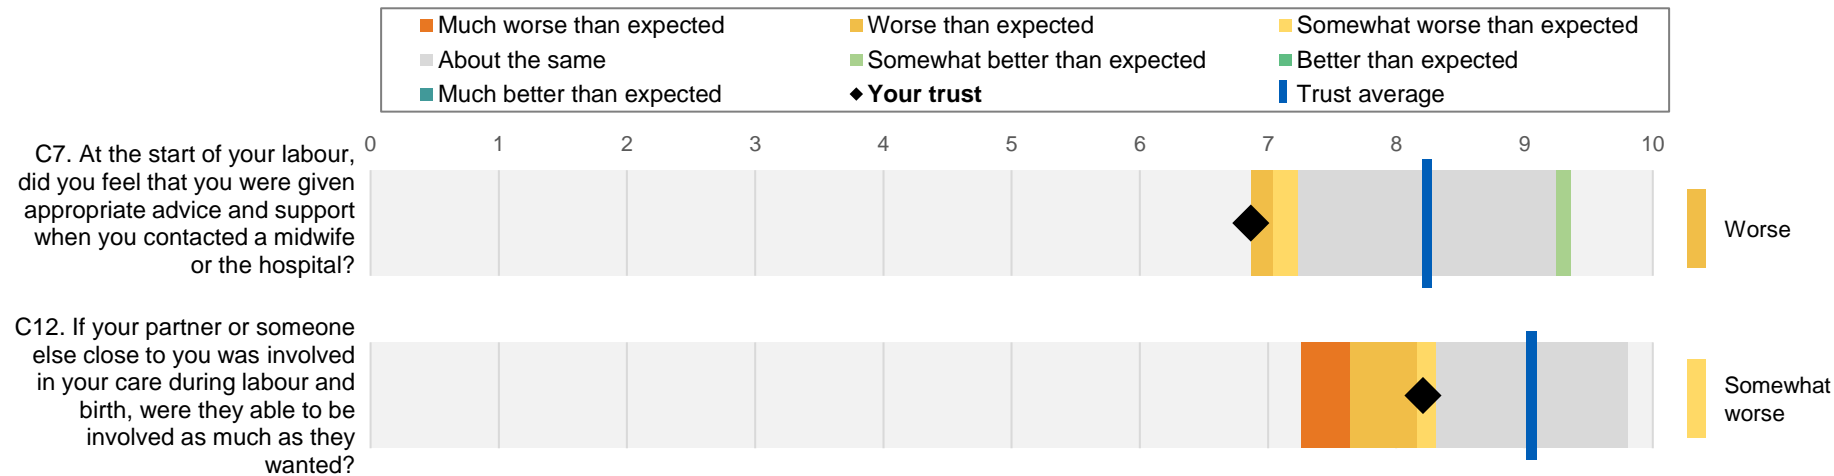 Much worse than expected
Worse than expected
Somewhat worse than expected
About the same
Somewhat better than expected
Better than expected
Much better than expected
Your trust
Trust average
0 1 2 3 4 5 6 7 8 9 10
C7. At the start of your labour,
did you feel that you were given
appropriate advice and support
when you contacted a midwife
or the hospital?
Worse
C12. If your partner or someone
else close to you was involved
in your care during labour and
birth, were they able to be
involved as much as they
wanted?
Somewhat
worse